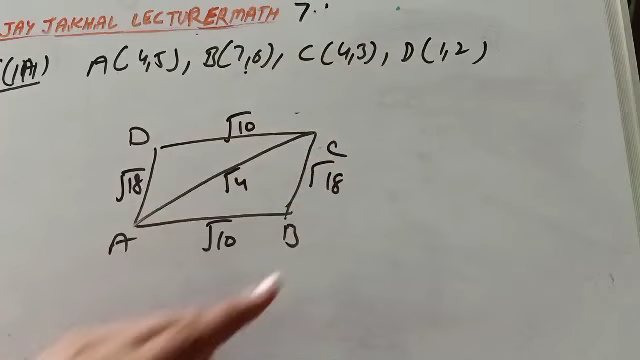 JAY JAKHAL LECTURER MATH 7.
A(4,5), B(7,6), C(4,3), D(1,2)
D √10 C
√18 √4 √18
A √10 B